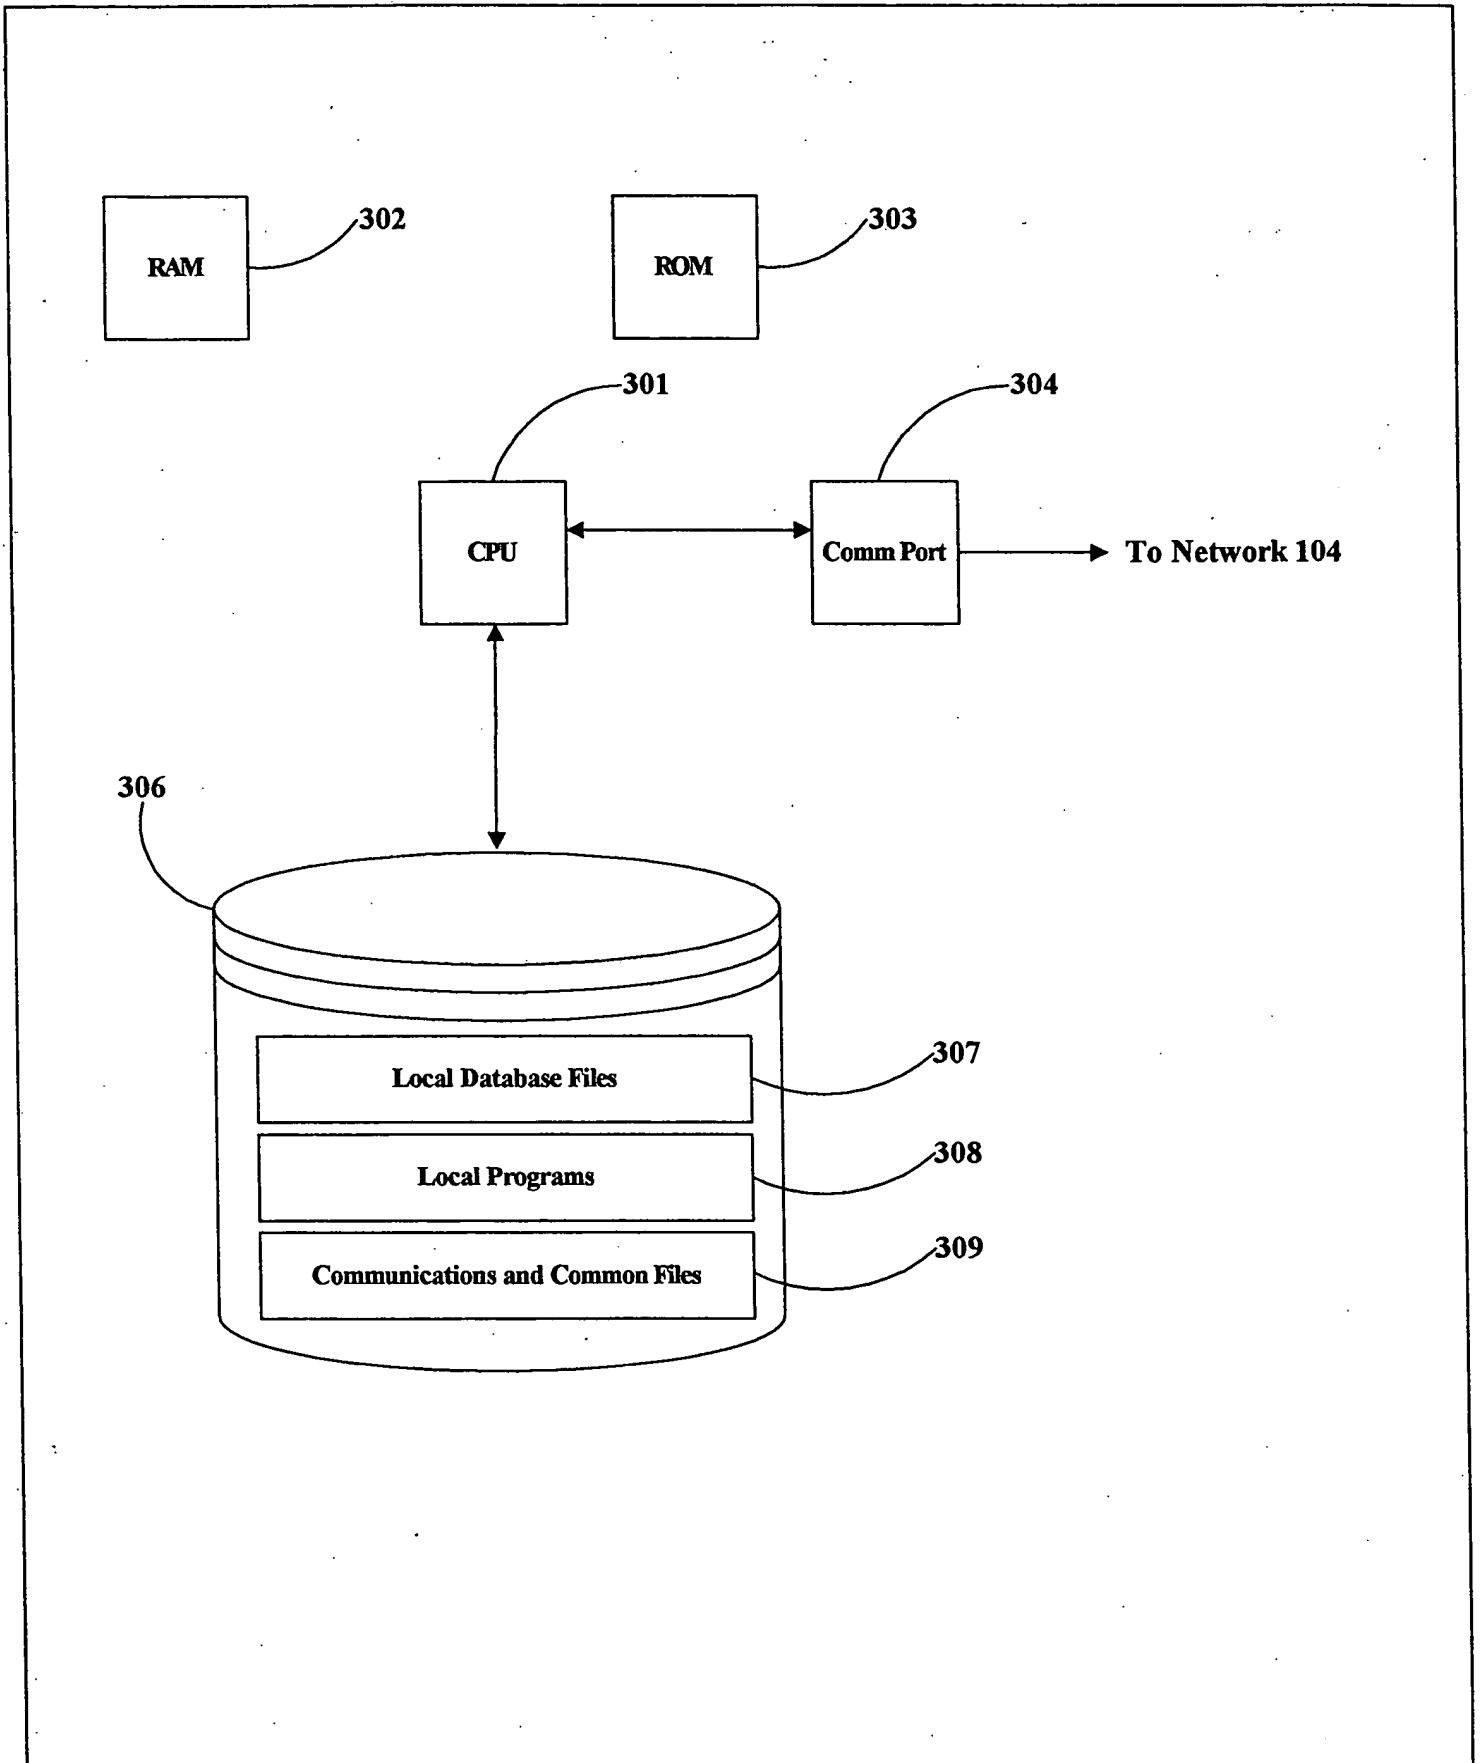 302
303
RAM
ROM
301
304
CPU
Comm Port
To Network 104
306
307
Local Database Files
308
Local Programs
309
Communications and Common Files